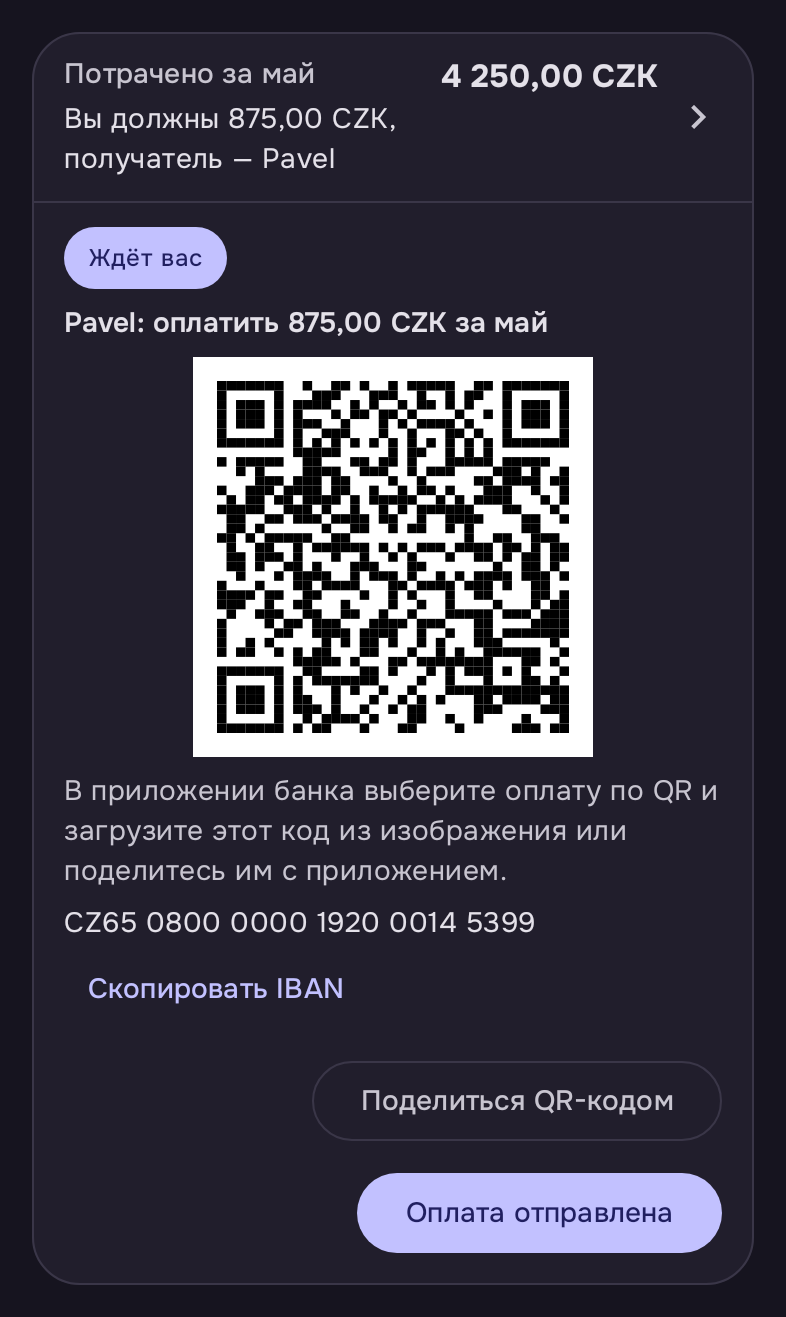 Потрачено за май
4 250,00 CZK
Вы должны 875,00 CZK,
получатель — Pavel
Ждёт вас
Pavel: оплатить 875,00 CZK за май
В приложении банка выберите оплату по QR и
загрузите этот код из изображения или
поделитесь им с приложением.
CZ65 0800 0000 1920 0014 5399
Скопировать IBAN
Поделиться QR-кодом
Оплата отправлена